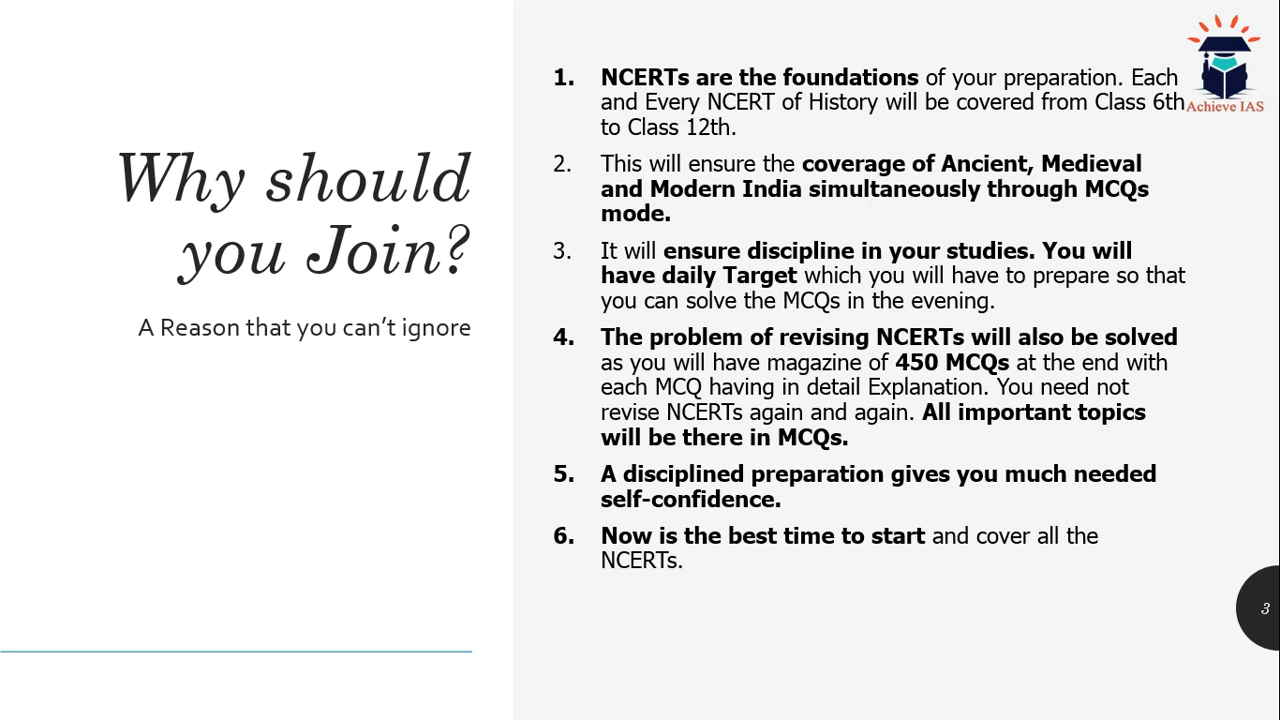 Why should
you Join?
A Reason that you can’t ignore
Achieve IAS
1. NCERTs are the foundations of your preparation. Each
and Every NCERT of History will be covered from Class 6th
to Class 12th.
2. This will ensure the coverage of Ancient, Medieval
and Modern India simultaneously through MCQs
mode.
3. It will ensure discipline in your studies. You will
have daily Target which you will have to prepare so that
you can solve the MCQs in the evening.
4. The problem of revising NCERTs will also be solved
as you will have magazine of 450 MCQs at the end with
each MCQ having in detail Explanation. You need not
revise NCERTs again and again. All important topics
will be there in MCQs.
5. A disciplined preparation gives you much needed
self-confidence.
6. Now is the best time to start and cover all the
NCERTs.
3